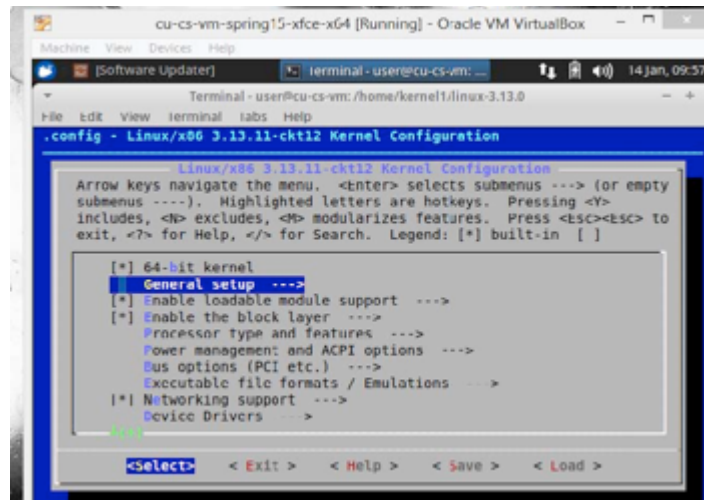 cu-cs-vm-spring15-xfce-x64 [Running] - Oracle VM VirtualBox
Machine View Devices Help
[Software Updater] Terminal - user@cu-cs-vm: ... 14 Jan, 09:57
Terminal - user@cu-cs-vm: /home/kernel1/linux-3.13.0
File Edit View Terminal Tabs Help
.config - Linux/x86 3.13.11-ckt12 Kernel Configuration
Linux/x86 3.13.11-ckt12 Kernel Configuration
Arrow keys navigate the menu. <Enter> selects submenus ---> (or empty
submenus ----). Highlighted letters are hotkeys. Pressing <Y>
includes, <N> excludes, <M> modularizes features. Press <Esc><Esc> to
exit, <?> for Help, </> for Search. Legend: [*] built-in [ ]
[*] 64-bit kernel
General setup --->
[*] Enable loadable module support --->
[*] Enable the block layer --->
Processor type and features --->
Power management and ACPI options --->
Bus options (PCI etc.) --->
Executable file formats / Emulations --->
[*] Networking support --->
Device Drivers --->
<Select> < Exit > < Help > < Save > < Load >